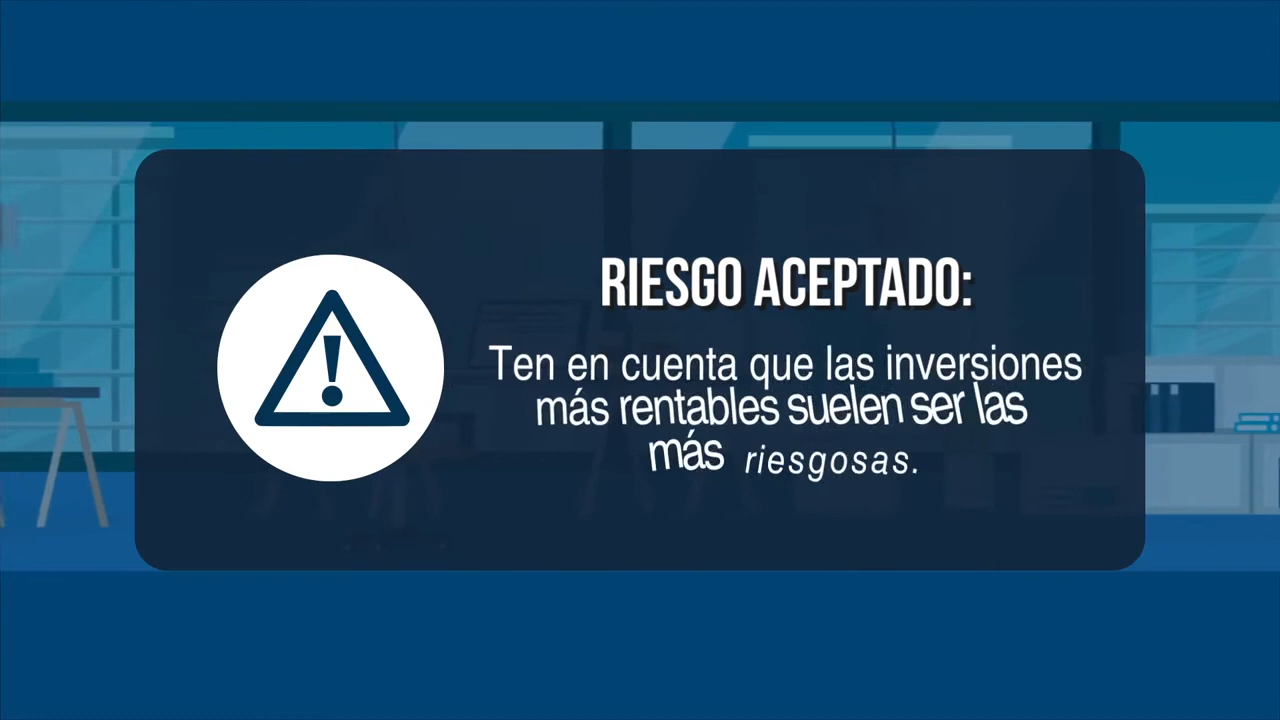 RIESGO ACEPTADO:
Ten en cuenta que las inversiones
más rentables suelen ser las
más riesgosas.